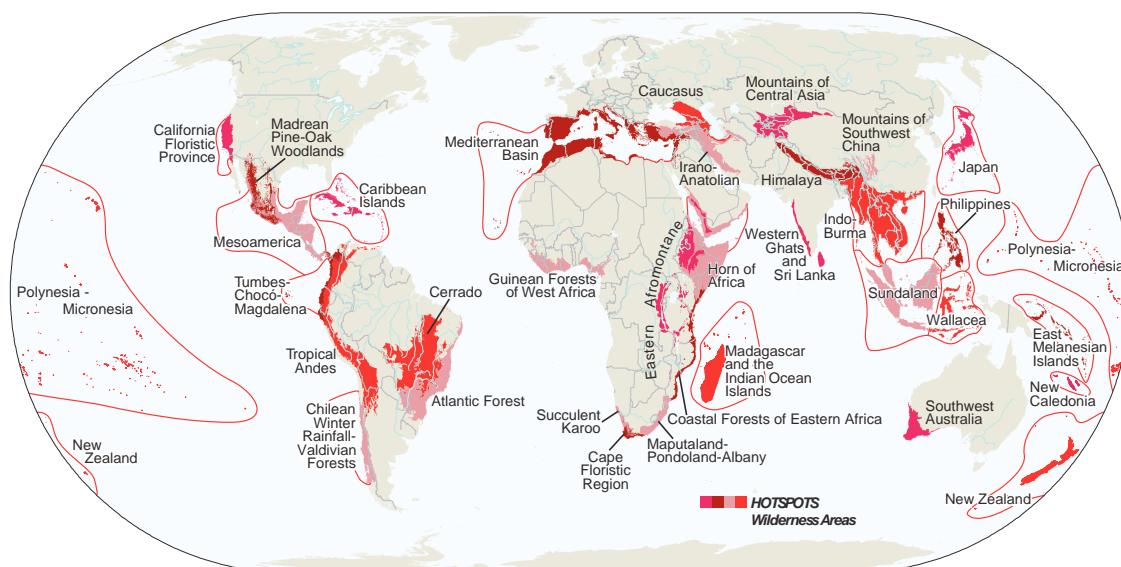 California
Floristic
Province
Madrean
Pine-Oak
Woodlands
Caribbean
Islands
Mesoamerica
Tumbes-
Choco-
Magdalena
Polynesia -
Micronesia
Tropical
Andes
Cerrado
Atlantic Forest
Chilean
Winter
Rainfall-
Valdivian
Forests
New
Zealand
Mediterranean
Basin
Caucasus
Irano-
Anatolian
Mountains of
Central Asia
Mountains of
Southwest
China
Himalaya
Japan
Philippines
Indo-
Burma
Western
Ghats
and
Sri Lanka
Guinean Forests
of West Africa
Eastern Afromontane
Horn of
Africa
Sundaland
Wallacea
Polynesia-
Micronesia
East
Melanesian
Islands
New
Caledonia
Madagascar
and the
Indian Ocean
Islands
Coastal Forests of Eastern Africa
Succulent
Karoo
Cape
Floristic
Region
Maputaland-
Pondoland-Albany
Southwest
Australia
New Zealand
HOTSPOTS
Wilderness Areas